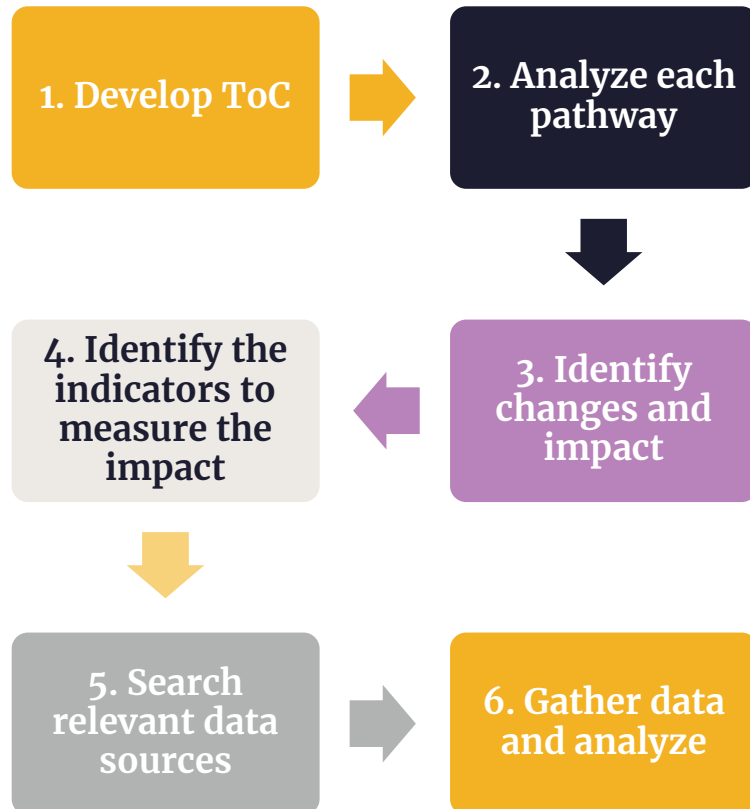 1. Develop ToC
2. Analyze each
pathway
3. Identify
changes and
impact
4. Identify the
indicators to
measure the
impact
5. Search
relevant data
sources
6. Gather data
and analyze